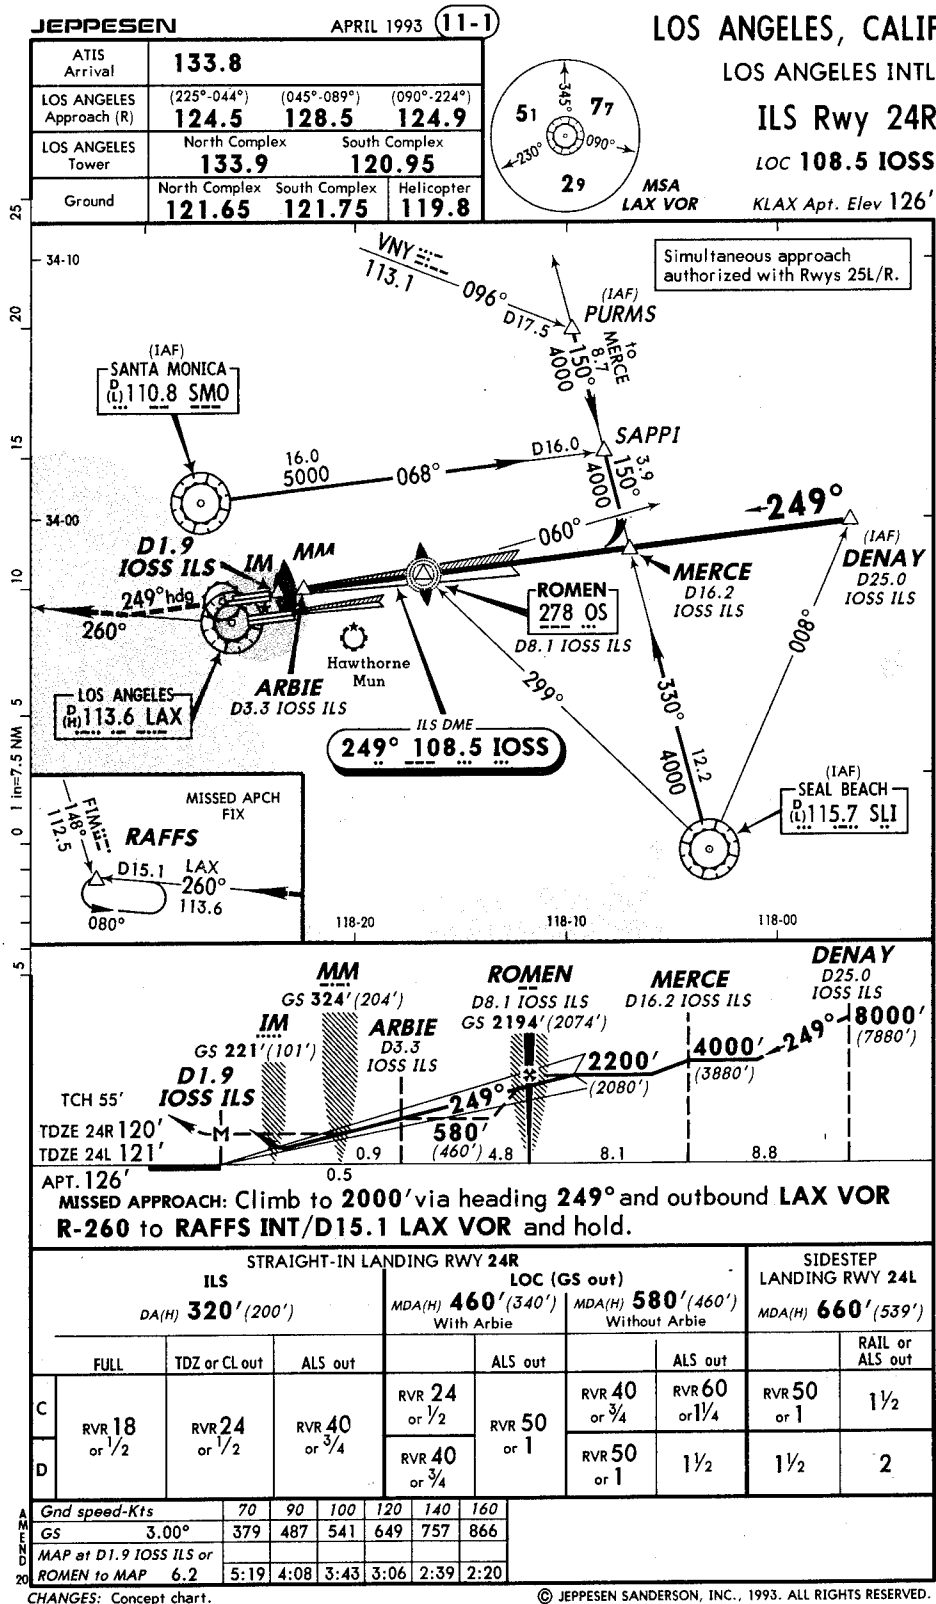 JEPPESEN APRIL 1993 11-1
LOS ANGELES, CALIF
LOS ANGELES INTL
ILS Rwy 24R
LOC 108.5 IOSS
KLAX Apt. Elev 126'
ATIS Arrival 133.8
LOS ANGELES Approach (R) (225°-044°) 124.5 (045°-089°) 128.5 (090°-224°) 124.9
LOS ANGELES Tower North Complex 133.9 South Complex 120.95
Ground North Complex 121.65 South Complex 121.75 Helicopter 119.8
345°
51 77
230° 090°
29
MSA
LAX VOR
25
34-10
VNY
113.1
096°
D17.5
(IAF)
PURMS
Simultaneous approach
authorized with Rwys 25L/R.
20
150°
4000
to
MERCE
8.7
(IAF)
SANTA MONICA
D
(L) 110.8 SMO
15
16.0
5000
068°
D16.0
SAPPI
3.9
150°
4000
34-00
249°
060°
(IAF)
DENAY
D25.0
IOSS ILS
D1.9
IOSS ILS
IM
MM
10
MERCE
D16.2
IOSS ILS
ROMEN
278 OS
D8.1 IOSS ILS
249° hdg
260°
Hawthorne
Mun
008°
299°
330°
12.2
4000
ARBIE
D3.3 IOSS ILS
LOS ANGELES
D
(H) 113.6 LAX
5
ILS DME
249° 108.5 IOSS
(IAF)
SEAL BEACH
D
(L) 115.7 SLI
0 1 in=7.5 NM
MISSED APCH
FIX
FIM
148°
112.5
RAFFS
D15.1 LAX
260°
113.6
080°
118-20 118-10 118-00
5
MM
GS 324'(204')
IM
GS 221'(101')
D1.9
IOSS ILS
ARBIE
D3.3
IOSS ILS
ROMEN
D8.1 IOSS ILS
GS 2194'(2074')
MERCE
D16.2 IOSS ILS
DENAY
D25.0
IOSS ILS
8000'
(7880')
249°
4000'
(3880')
2200'
(2080')
249°
TCH 55'
TDZE 24R 120'
TDZE 24L 121'
M
580'
(460')
0.9 4.8 8.1 8.8
APT. 126'
0.5
MISSED APPROACH: Climb to 2000' via heading 249° and outbound LAX VOR
R-260 to RAFFS INT/D15.1 LAX VOR and hold.
STRAIGHT-IN LANDING RWY 24R
SIDESTEP
LANDING RWY 24L
ILS
LOC (GS out)
DA(H) 320'(200')
MDA(H) 460'(340')
With Arbie
MDA(H) 580'(460')
Without Arbie
MDA(H) 660'(539')
FULL TDZ or CL out ALS out ALS out ALS out RAIL or ALS out
C
RVR 18 or 1/2
RVR 24 or 1/2
RVR 40 or 3/4
RVR 24 or 1/2
RVR 50 or 1
RVR 40 or 3/4
RVR 60 or 1 1/4
RVR 50 or 1
1 1/2
D
RVR 40 or 3/4
RVR 50 or 1
1 1/2
1 1/2
2
AMEND 20
Gnd speed-Kts 70 90 100 120 140 160
GS 3.00° 379 487 541 649 757 866
MAP at D1.9 IOSS ILS or
ROMEN to MAP 6.2 5:19 4:08 3:43 3:06 2:39 2:20
CHANGES: Concept chart.
© JEPPESEN SANDERSON, INC., 1993. ALL RIGHTS RESERVED.